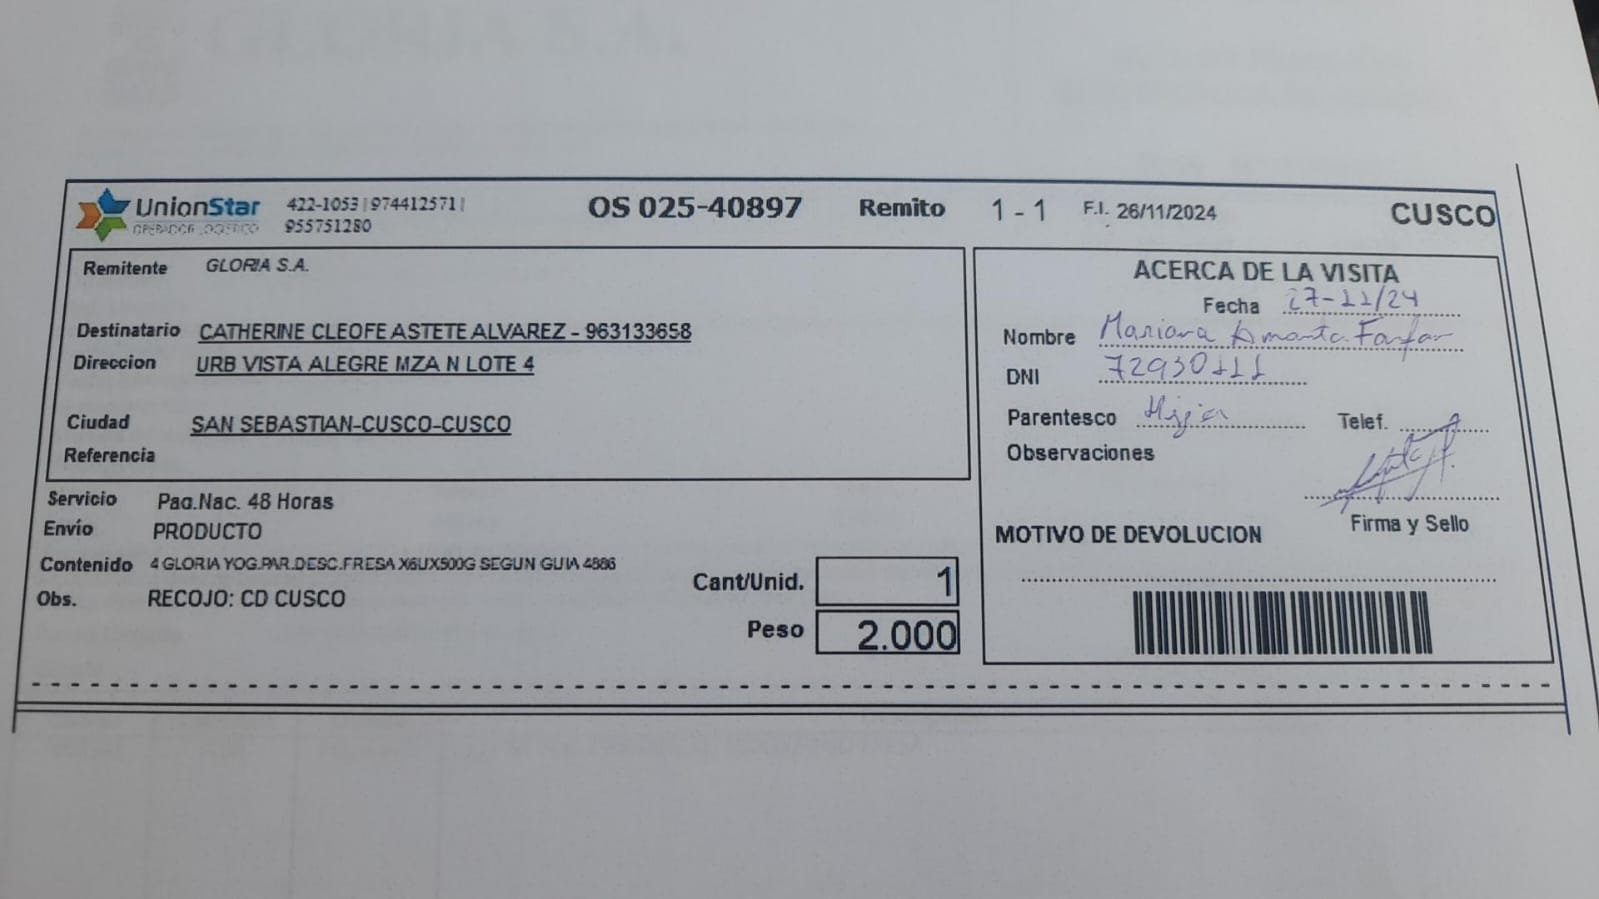 UnionStar 422-1053 | 974412571 | OS 025-40897 Remito 1 - 1 F.I. 26/11/2024 CUSCO
OPERADOR LOGISTICO 955751280
Remitente GLORIA S.A.
Destinatario CATHERINE CLEOFE ASTETE ALVAREZ - 963133658
Direccion URB VISTA ALEGRE MZA N LOTE 4
Ciudad SAN SEBASTIAN-CUSCO-CUSCO
Referencia
Servicio Paq.Nac. 48 Horas
Envío PRODUCTO
Contenido 4 GLORIA YOG.PAR.DESC.FRESA X6UX500G SEGUN GUIA 4886
Obs. RECOJO: CD CUSCO
Cant/Unid. 1
Peso 2.000
ACERCA DE LA VISITA
Fecha 27-11/24
Nombre Mariana Farfan
DNI 72930111
Parentesco Hija Telef.
Observaciones
Firma y Sello
MOTIVO DE DEVOLUCION